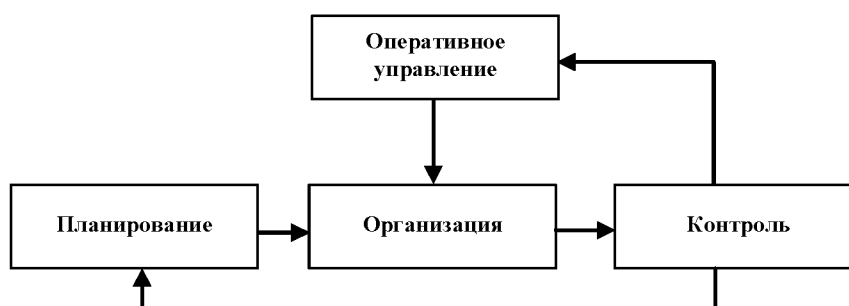 Оперативное
управление
Планирование
Организация
Контроль